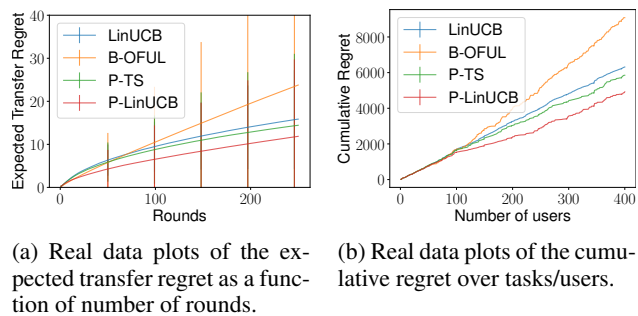 40
30
20
10
0
Expected Transfer Regret
LinUCB
B-OFUL
P-TS
P-LinUCB
0
100
200
Rounds
8000
6000
4000
2000
0
Cumulative Regret
LinUCB
B-OFUL
P-TS
P-LinUCB
0
100
200
300
400
Number of users
(a) Real data plots of the ex-
pected transfer regret as a func-
tion of number of rounds.
(b) Real data plots of the cumu-
lative regret over tasks/users.